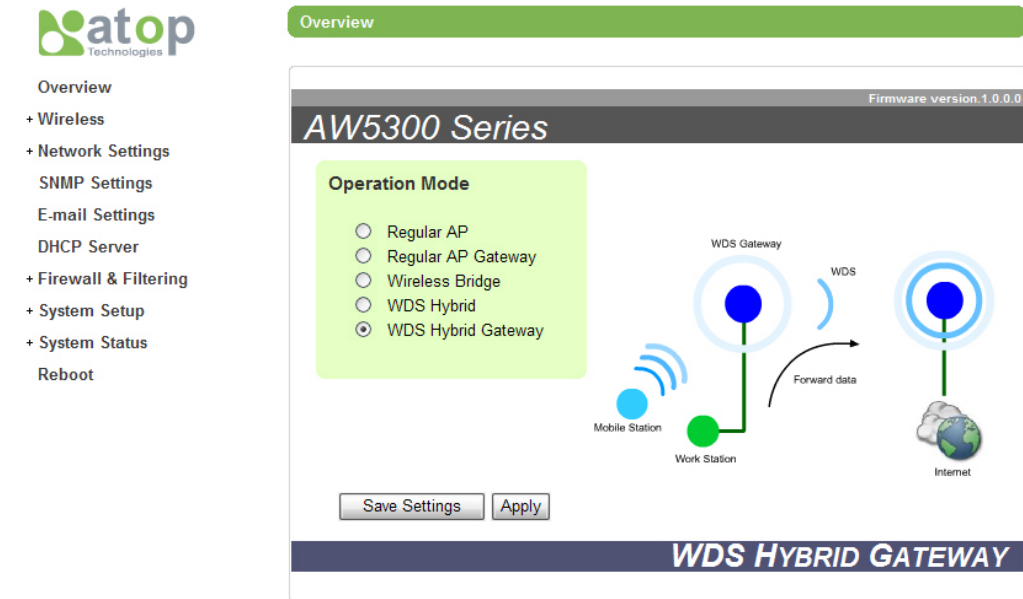 atop
Technologies
Overview
+ Wireless
+ Network Settings
SNMP Settings
E-mail Settings
DHCP Server
+ Firewall & Filtering
+ System Setup
+ System Status
Reboot
Overview
Firmware version.1.0.0.0
AW5300 Series
Operation Mode
Regular AP
Regular AP Gateway
Wireless Bridge
WDS Hybrid
WDS Hybrid Gateway
WDS Gateway
WDS
Forward data
Mobile Station
Work Station
Internet
Save Settings
Apply
WDS HYBRID GATEWAY